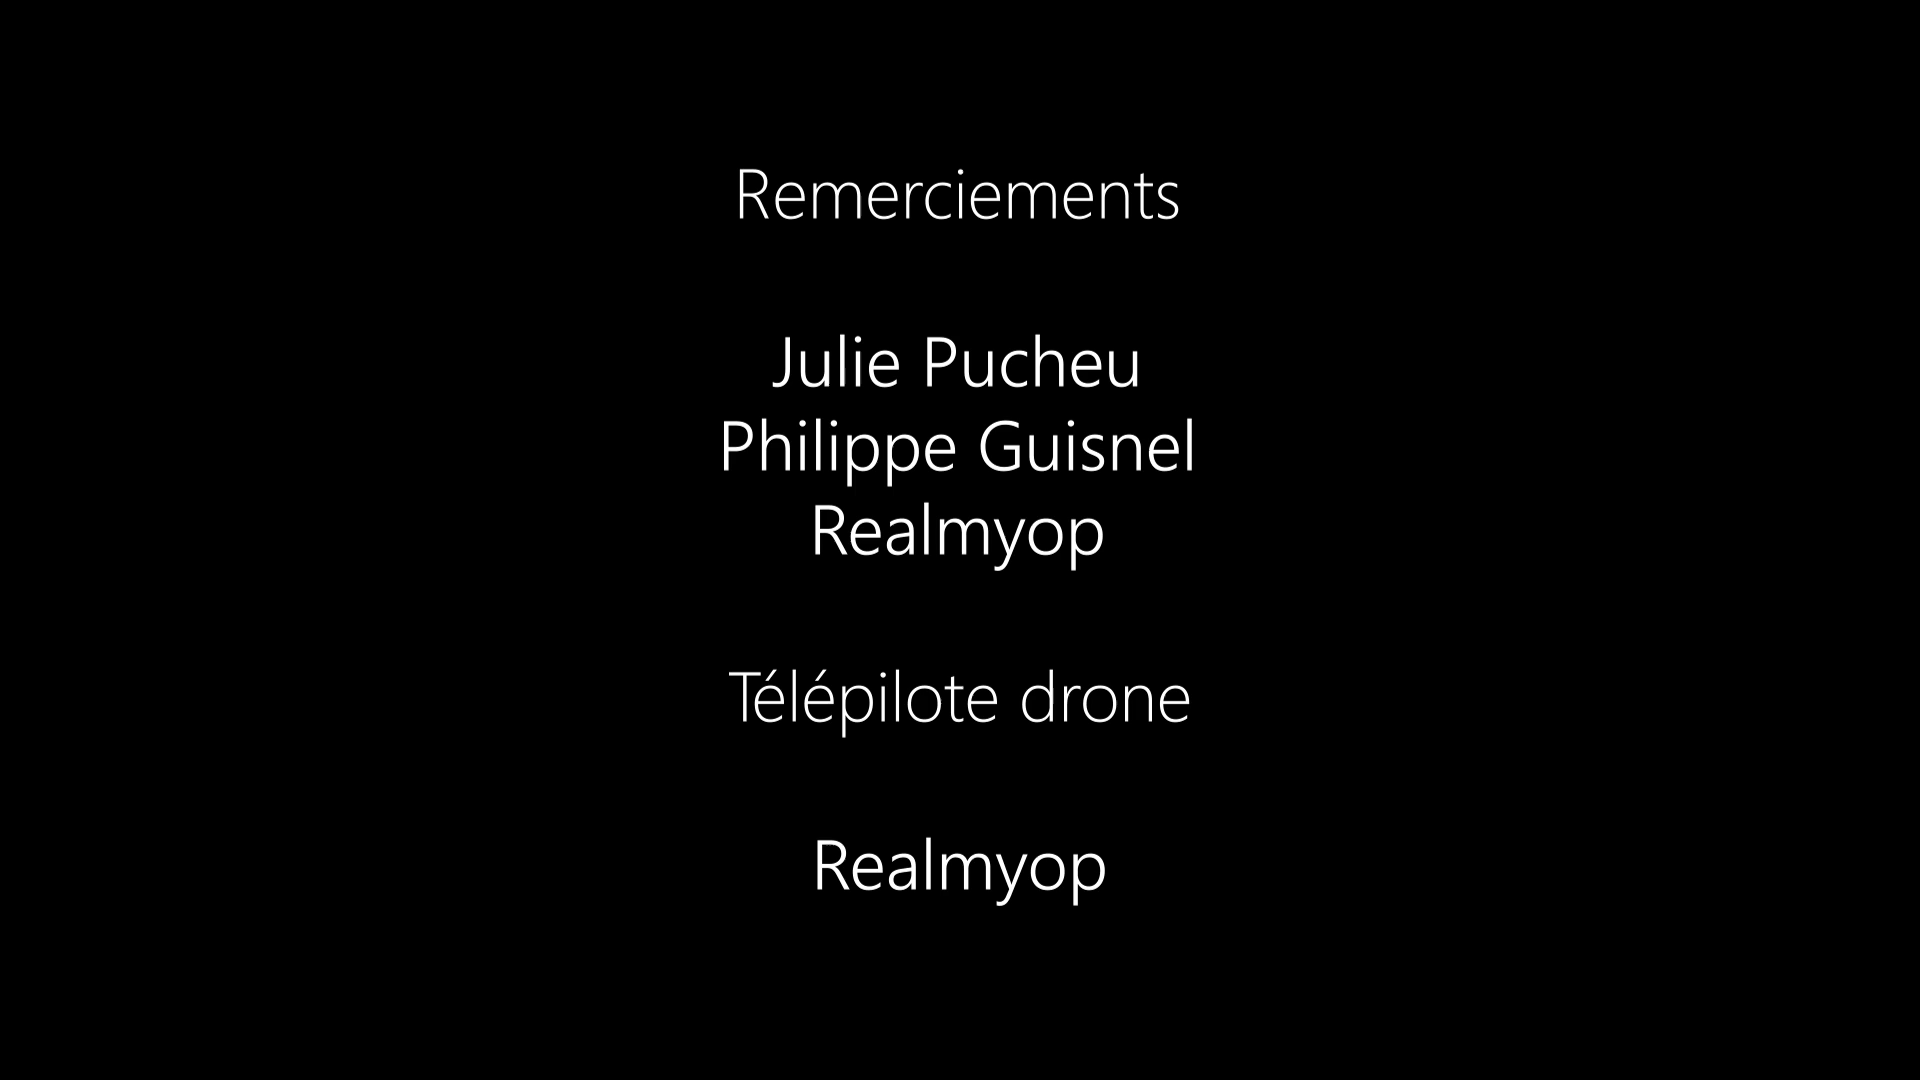 Remerciements
Julie Pucheu
Philippe Guisnel
Realmyop
Télépilote drone
Realmyop